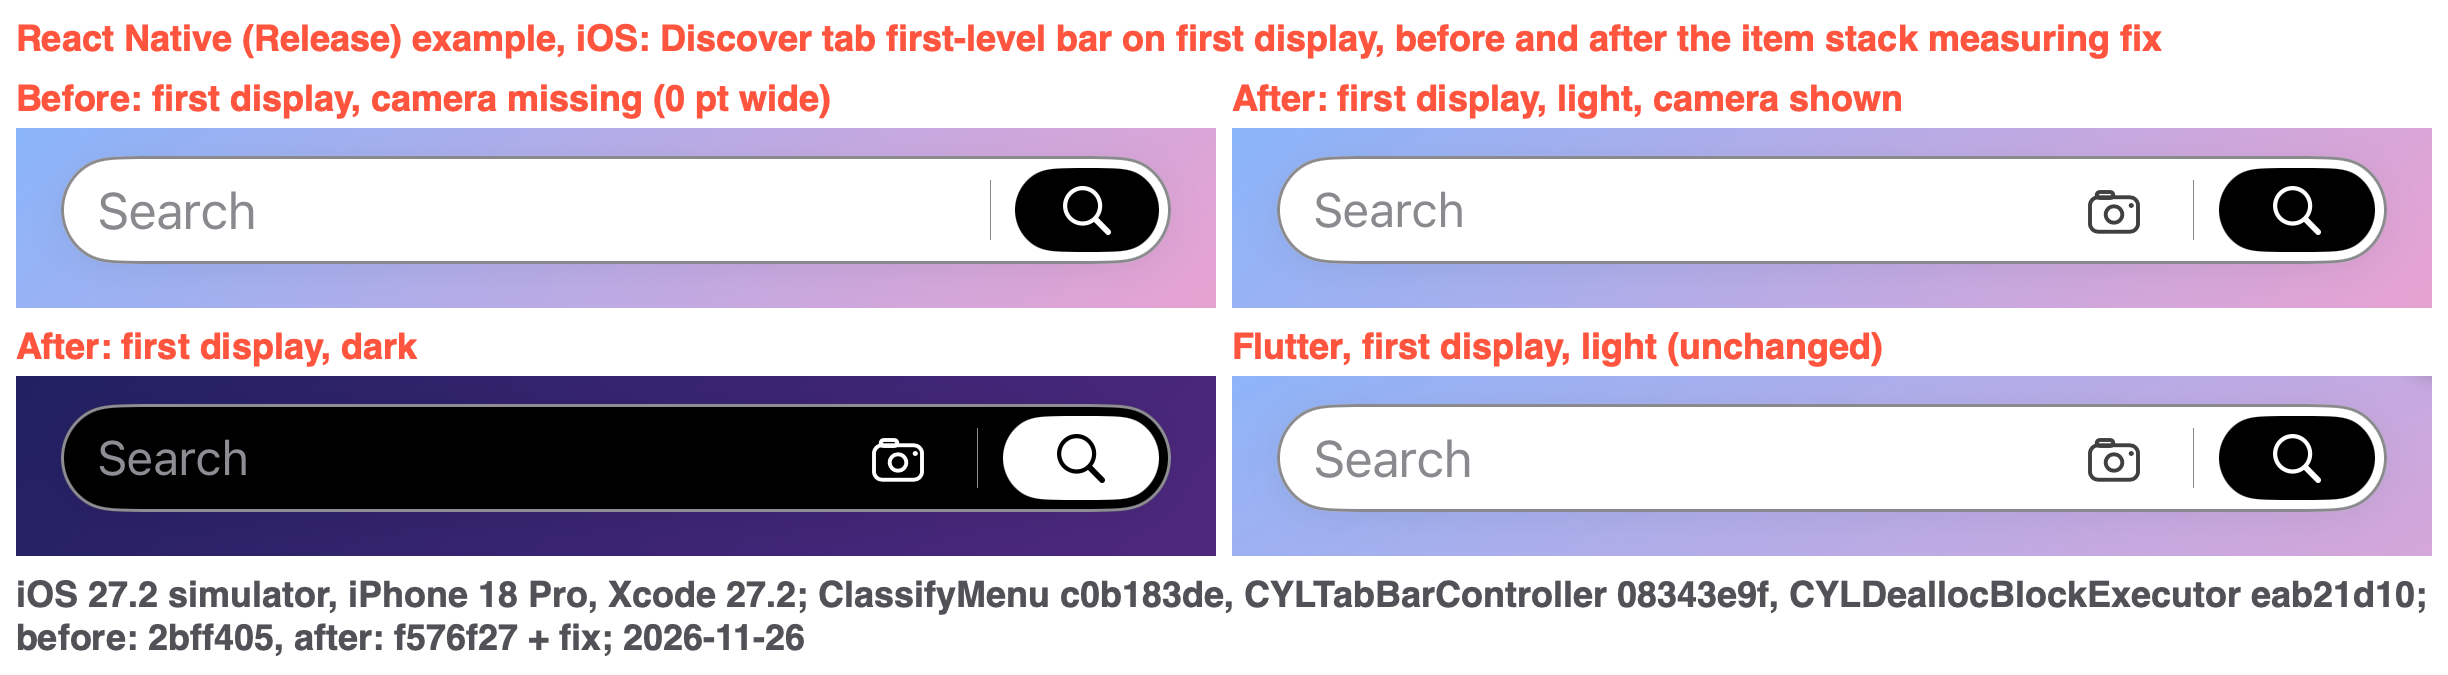 React Native (Release) example, iOS: Discover tab first-level bar on first display, before and after the item stack measuring fix
Before: first display, camera missing (0 pt wide)
After: first display, light, camera shown
Search
Search
After: first display, dark
Flutter, first display, light (unchanged)
Search
Search
iOS 27.2 simulator, iPhone 18 Pro, Xcode 27.2; ClassifyMenu c0b183de, CYLTabBarController 08343e9f, CYLDeallocBlockExecutor eab21d10;
before: 2bff405, after: f576f27 + fix; 2026-11-26